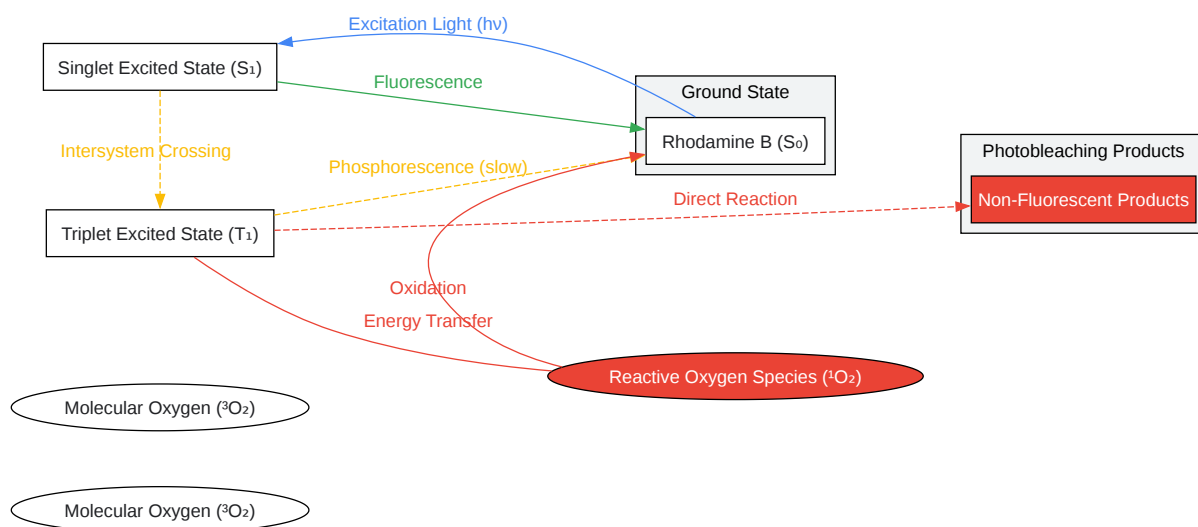 Excitation Light (hν)
Singlet Excited State (S₁)
Fluorescence
Ground State
Rhodamine B (S₀)
Intersystem Crossing
Phosphorescence (slow)
Photobleaching Products
Direct Reaction
Non-Fluorescent Products
Triplet Excited State (T₁)
Oxidation
Energy Transfer
Reactive Oxygen Species (¹O₂)
Molecular Oxygen (³O₂)
Molecular Oxygen (³O₂)